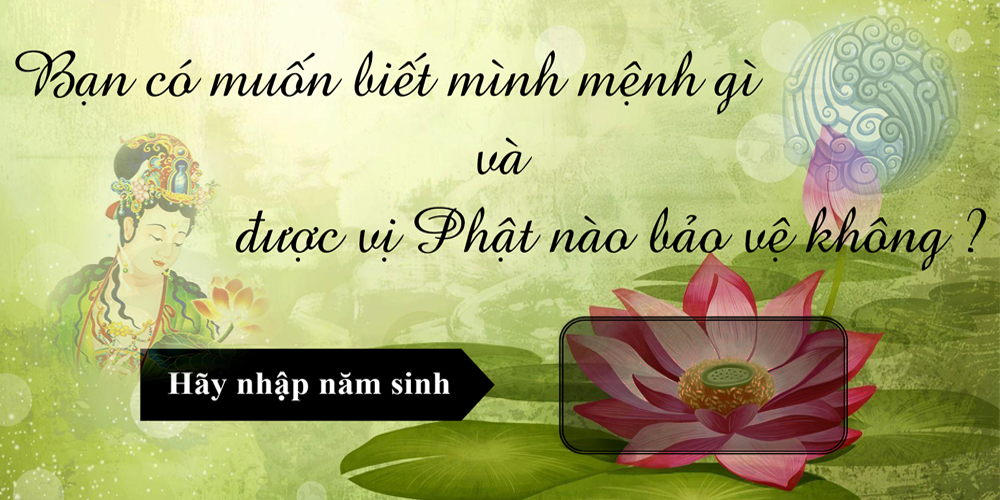 Bạn có muốn biết mình mệnh gì
và
được vị Phật nào bảo vệ không ?
Hãy nhập năm sinh